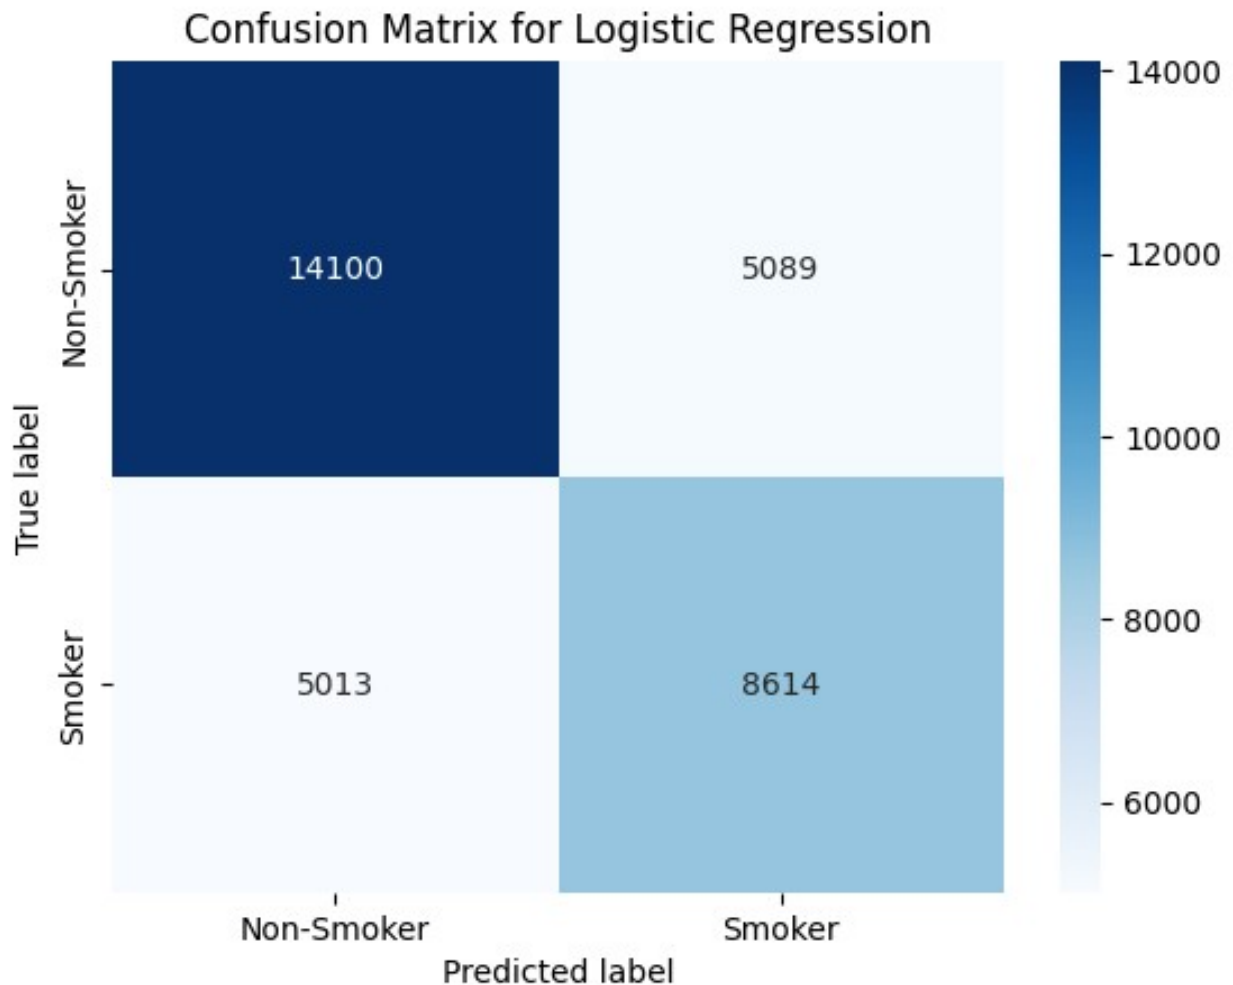 Confusion Matrix for Logistic Regression
14000
12000
10000
8000
6000
True label
Non-Smoker
14100 5089
Smoker
5013 8614
Non-Smoker Smoker
Predicted label